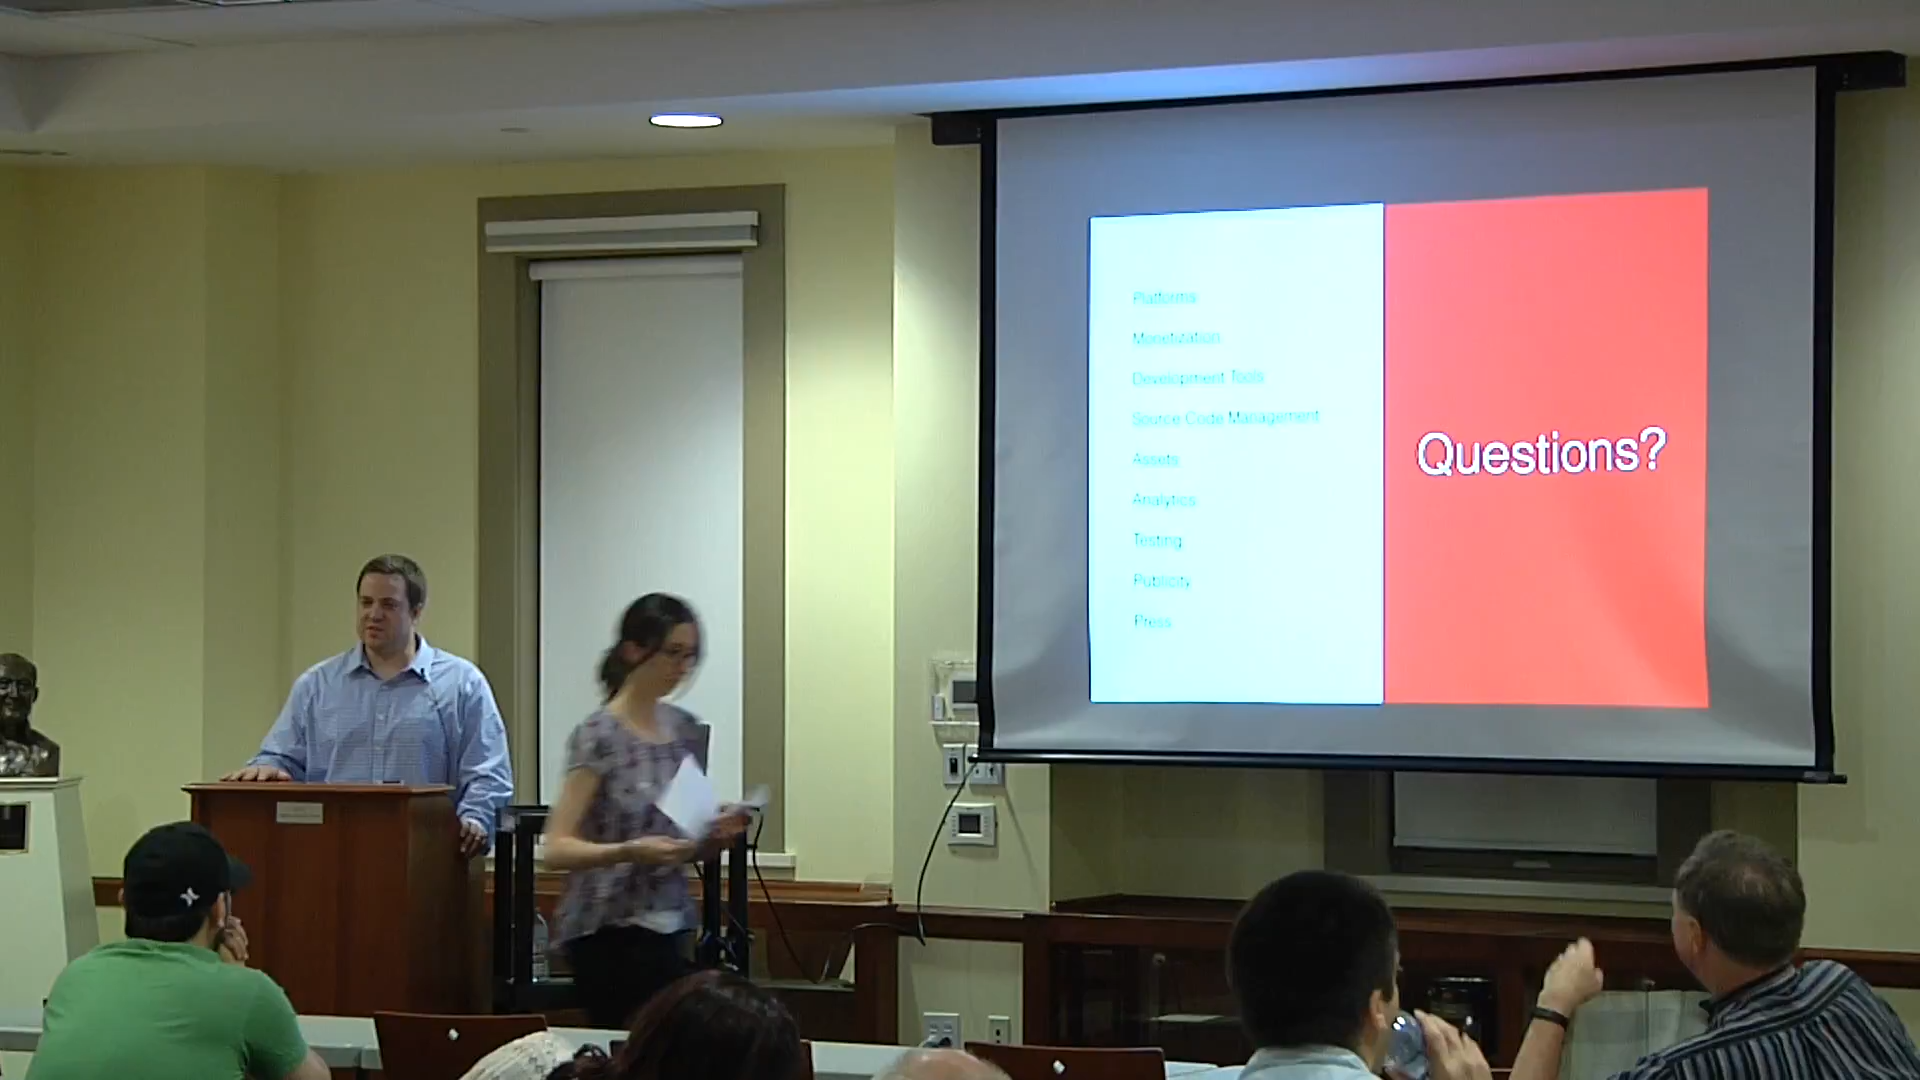 Platforms
Monetization
Development Tools
Source Code Management
Assets
Analytics
Testing
Publicity
Press
Questions?